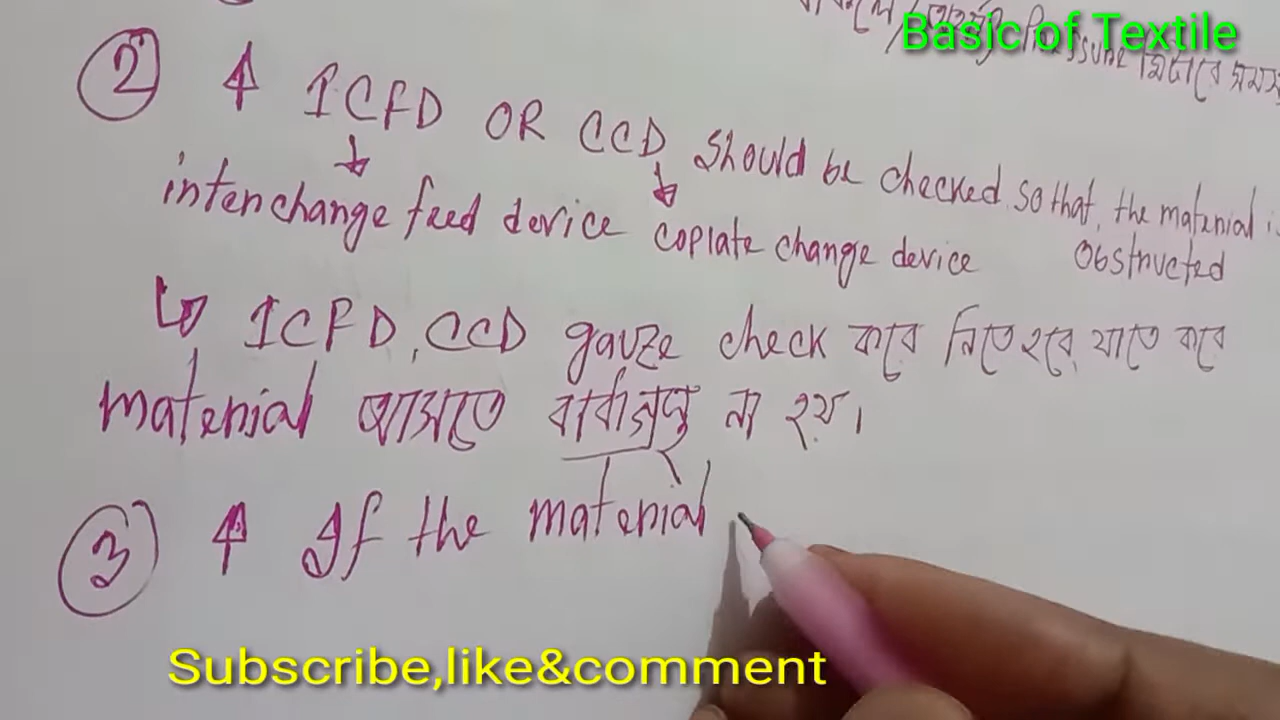 Basic of Textile
Pressure মিটারে
2 ICFD OR CCD should be checked so that, the material is
interchange feed device coplate change device obstructed
ICFD, CCD gauze check করে নিতে হবে, যাতে করে
material আসতে বাধাগ্রস্ত না হয়।
3 If the material
Subscribe,like&comment